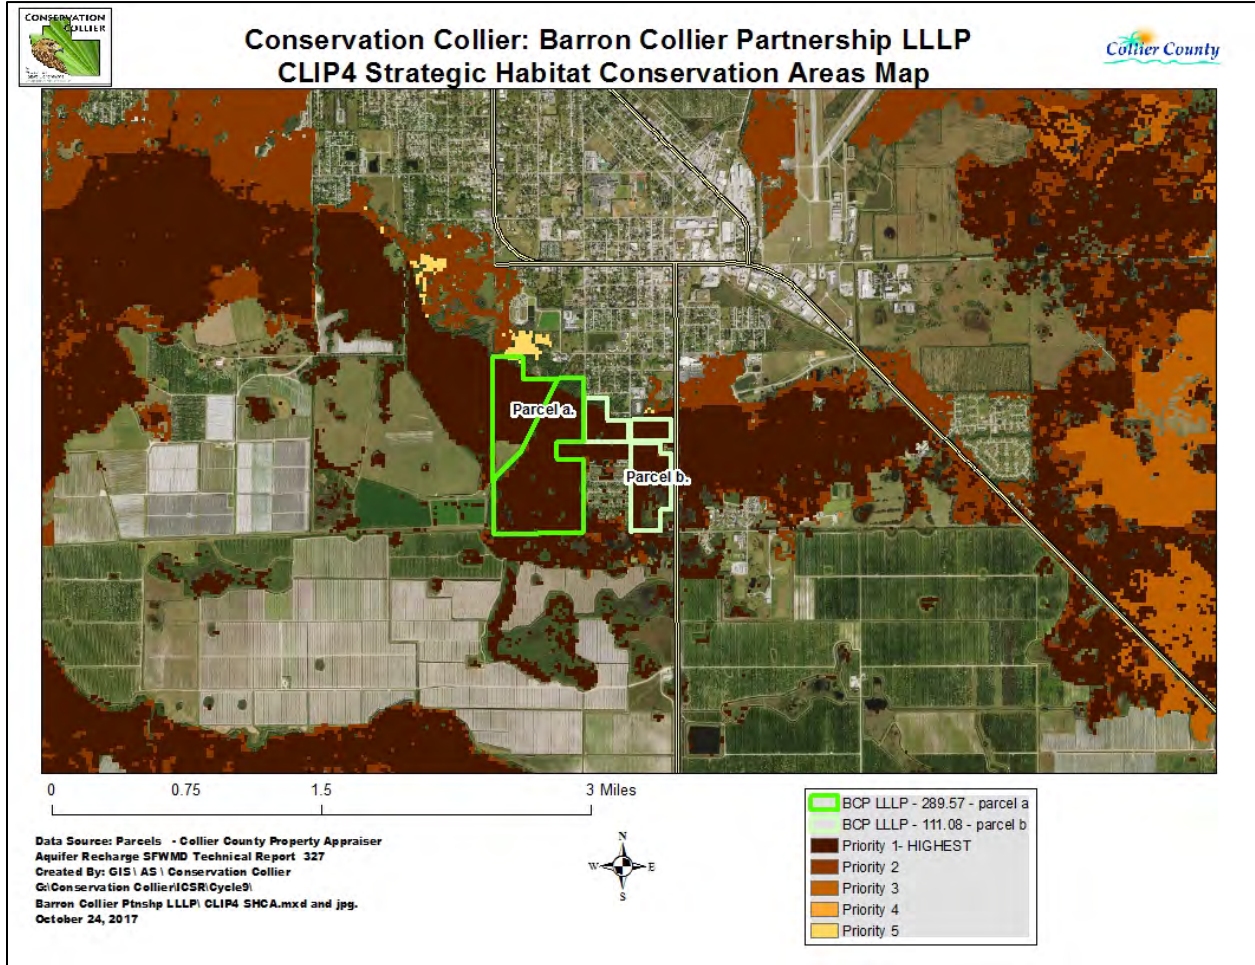 CONSERVATION
COLLIER
Collier County
Conservation Collier: Barron Collier Partnership LLLP
CLIP4 Strategic Habitat Conservation Areas Map
Parcel a.
Parcel b.
0 0.75 1.5 3 Miles
Data Source: Parcels - Collier County Property Appraiser
Aquifer Recharge SFWMD Technical Report 327
Created By: GIS \ AS \ Conservation Collier
G:\Conservation Collier\ICSR\Cycle9\
Barron Collier Ptnshp LLLP\ CLIP4 SHCA.mxd and jpg.
October 24, 2017
N
W E
S
BCP LLLP - 289.57 - parcel a
BCP LLLP - 111.08 - parcel b
Priority 1- HIGHEST
Priority 2
Priority 3
Priority 4
Priority 5